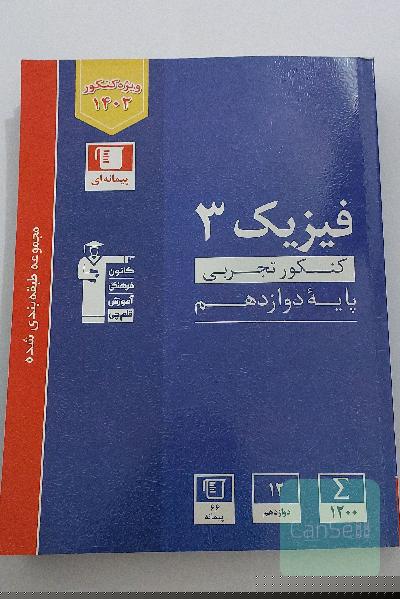 ویژه کنکور
۱۴۰۲
پیمانه‌ای
مجموعه طبقه‌بندی شده
فیزیک ۳
کنکور تجربی
پایهٔ دوازدهم
کانون
فرهنگی
آموزش
قلم‌چی
Σ
۱۲۰۰
۱۲
دوازدهم
۶۶
پیمانه